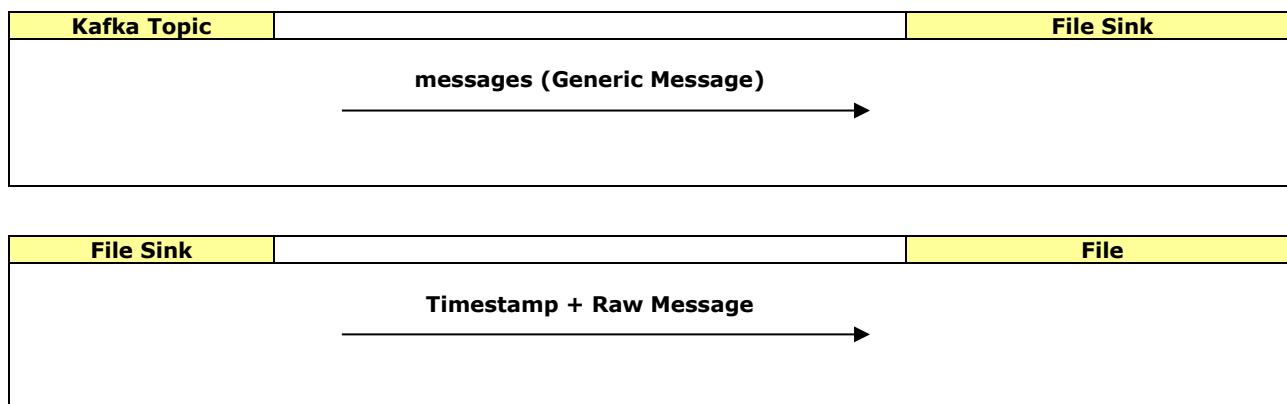 Kafka Topic File Sink
messages (Generic Message)
File Sink File
Timestamp + Raw Message